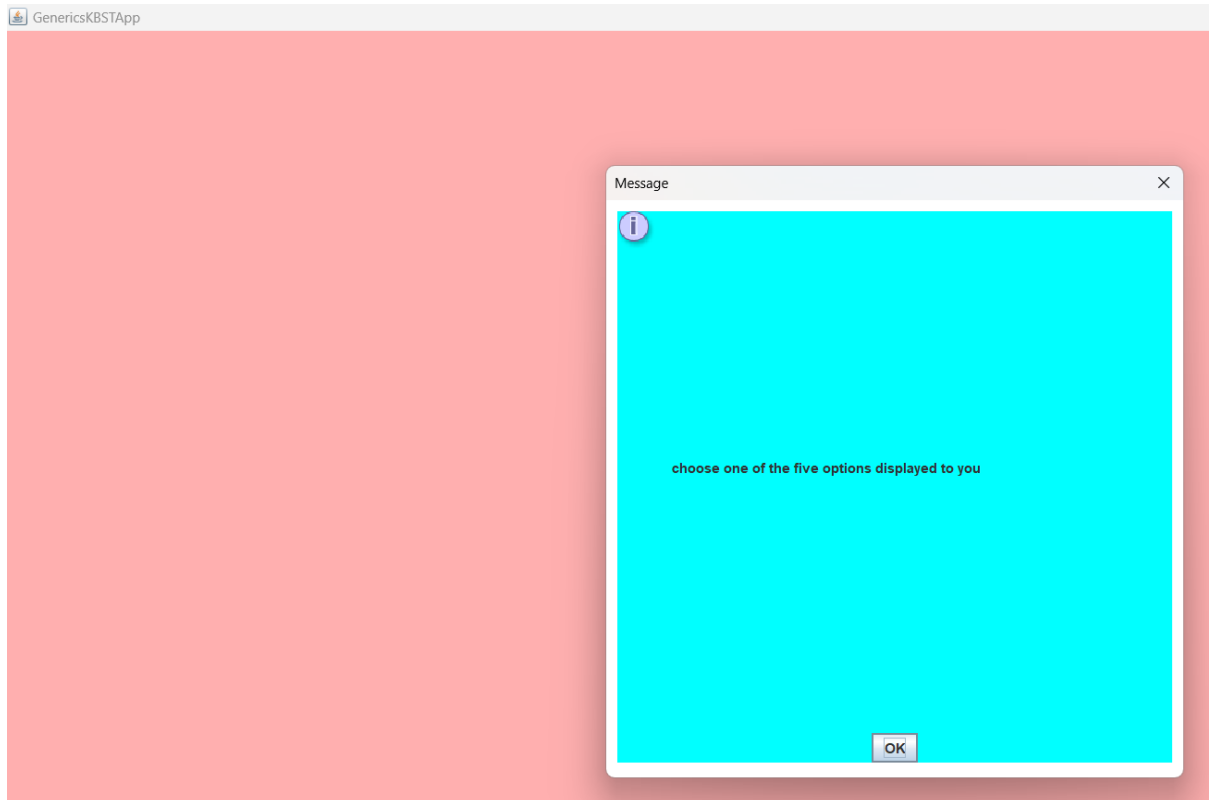 GenericsKBSTApp
Message
i
choose one of the five options displayed to you
OK